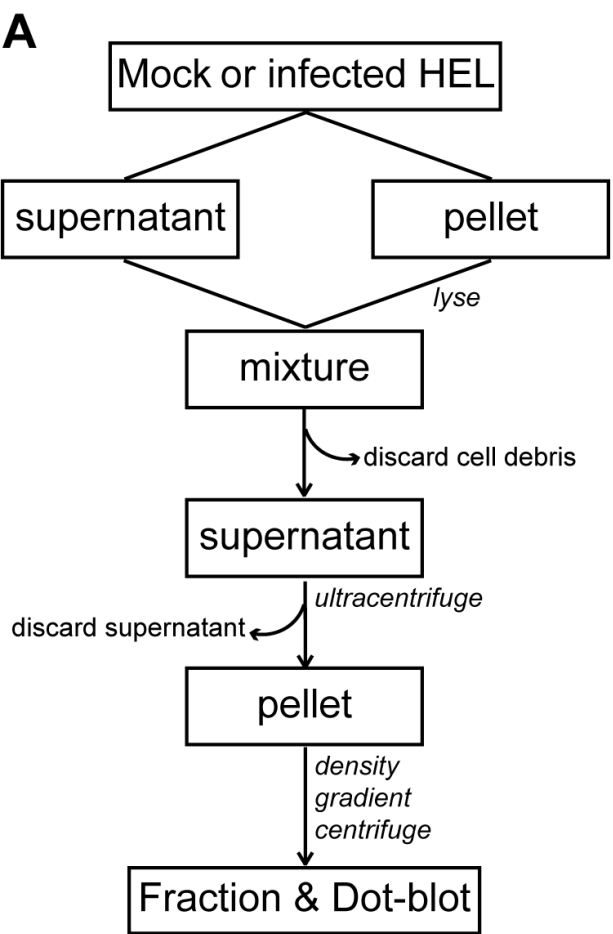 A
Mock or infected HEL
supernatant
pellet
lyse
mixture
discard cell debris
supernatant
ultracentrifuge
discard supernatant
pellet
density
gradient
centrifuge
Fraction & Dot-blot